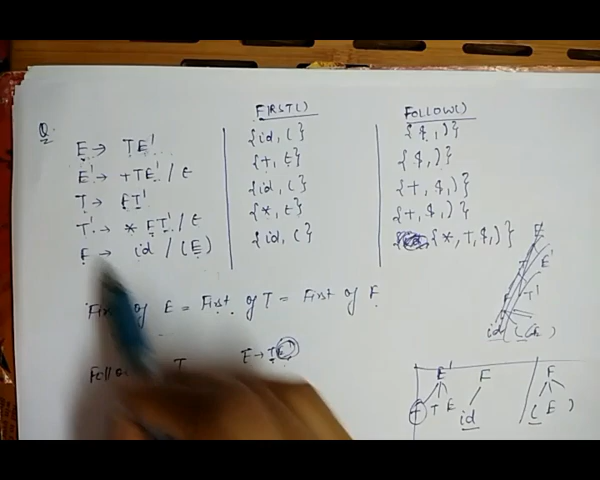 Q. FIRST() FOLLOW()
E → TE' {id, (} {$, )}
E' → +TE' / ε {+, ε} {$, )}
T → FT' {id, (} {+, $, )}
T' → * FT' / ε {*, ε} {+, $, )}
F → id / (E) {id, (} {*, +, $, )}
First of E = First of T = First of F
E → TE'
T
E
T E'
F T'
id ( (E)
E' F F
+ T E id ( E )